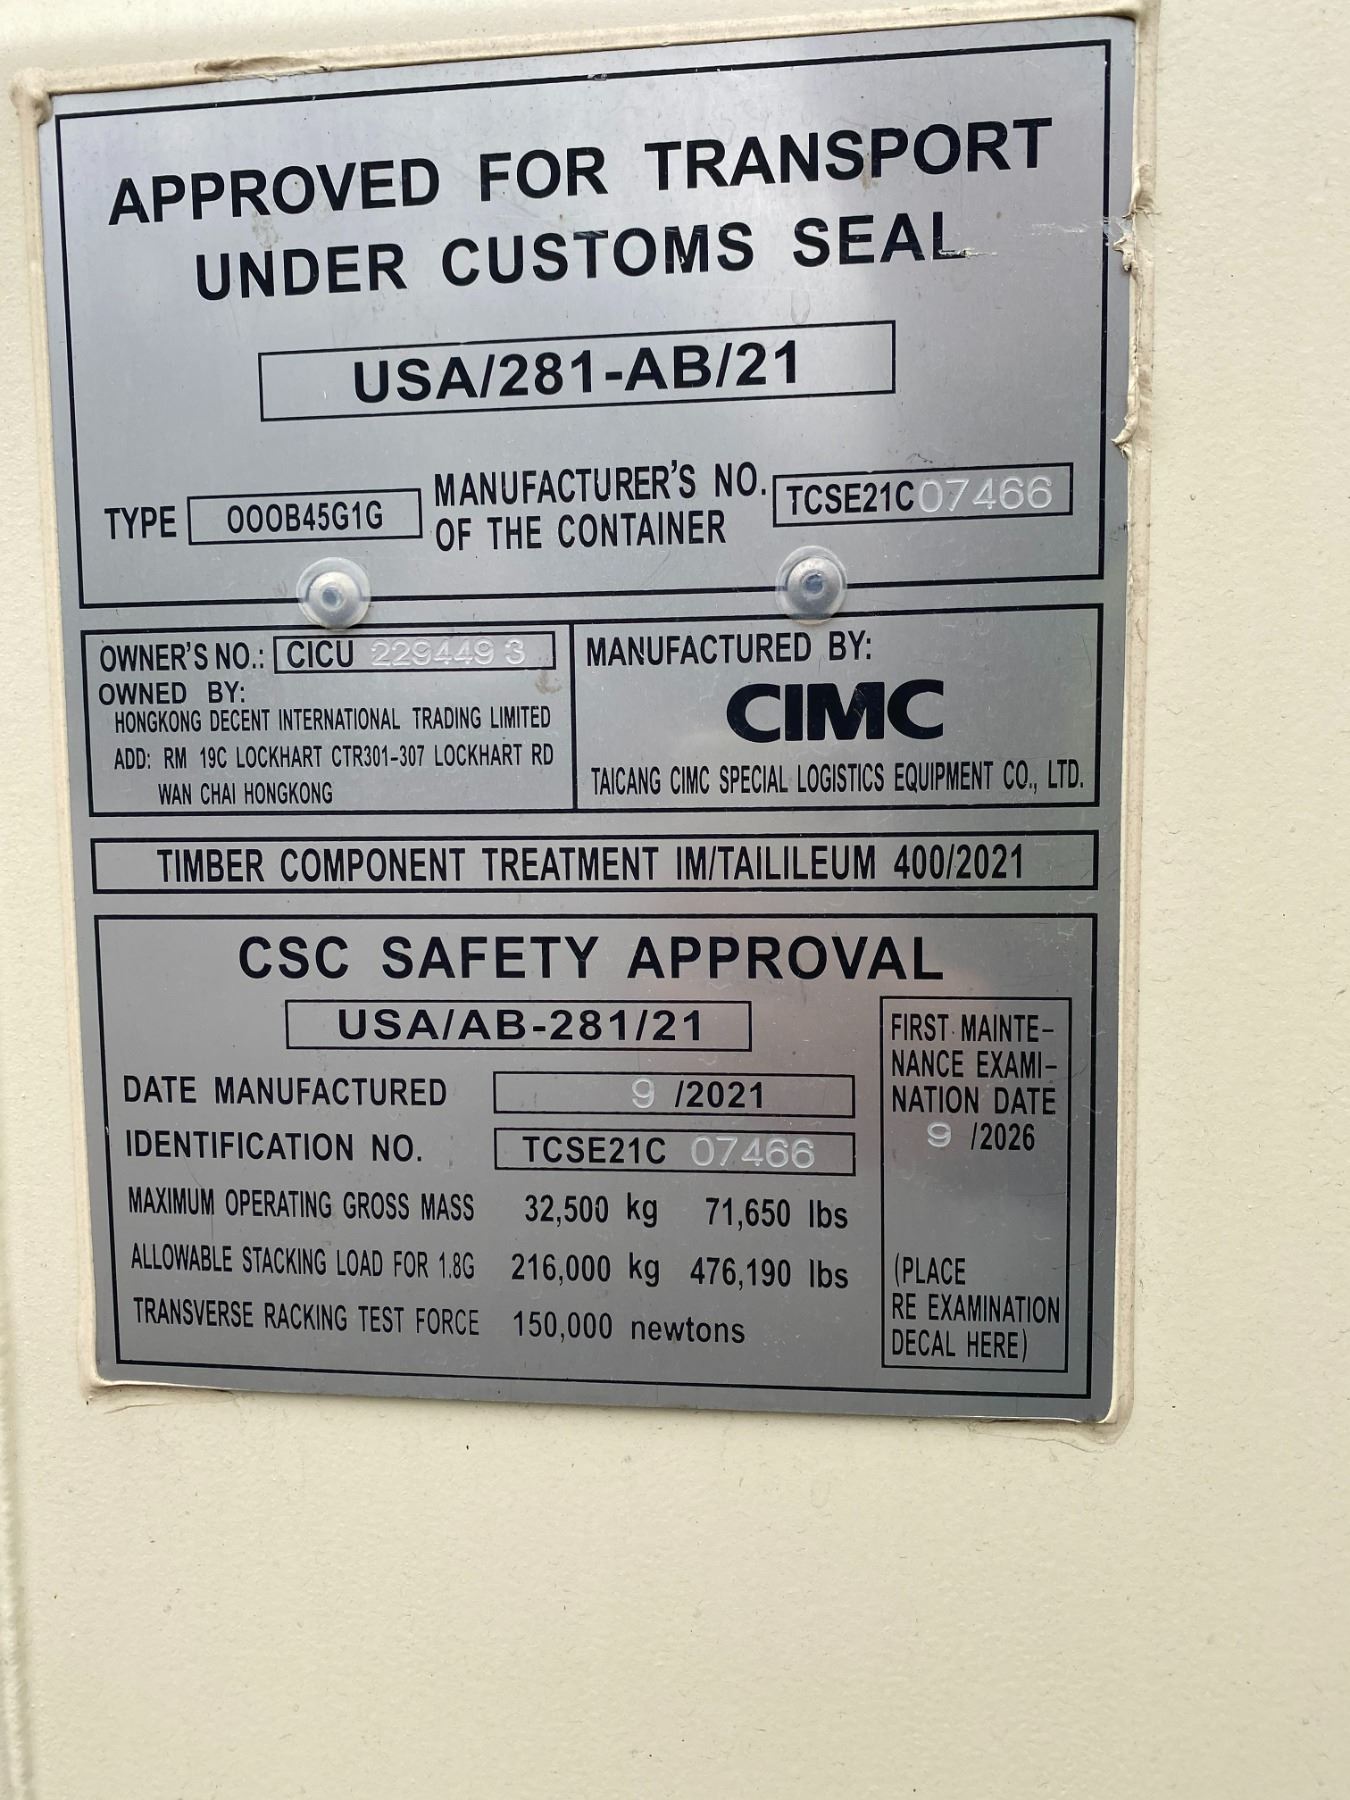 APPROVED FOR TRANSPORT
UNDER CUSTOMS SEAL
USA/281-AB/21
TYPE OOOB45G1G
MANUFACTURER'S NO.
OF THE CONTAINER
TCSE21C07466
OWNER'S NO.: CICU 229449 3
OWNED BY:
HONGKONG DECENT INTERNATIONAL TRADING LIMITED
ADD: RM 19C LOCKHART CTR301-307 LOCKHART RD
WAN CHAI HONGKONG
MANUFACTURED BY:
CIMC
TAICANG CIMC SPECIAL LOGISTICS EQUIPMENT CO., LTD.
TIMBER COMPONENT TREATMENT IM/TAILILEUM 400/2021
CSC SAFETY APPROVAL
USA/AB-281/21
DATE MANUFACTURED 9 /2021
IDENTIFICATION NO. TCSE21C 07466
MAXIMUM OPERATING GROSS MASS 32,500 kg 71,650 lbs
ALLOWABLE STACKING LOAD FOR 1.8G 216,000 kg 476,190 lbs
TRANSVERSE RACKING TEST FORCE 150,000 newtons
FIRST MAINTE-
NANCE EXAMI-
NATION DATE
9 /2026
(PLACE
RE EXAMINATION
DECAL HERE)